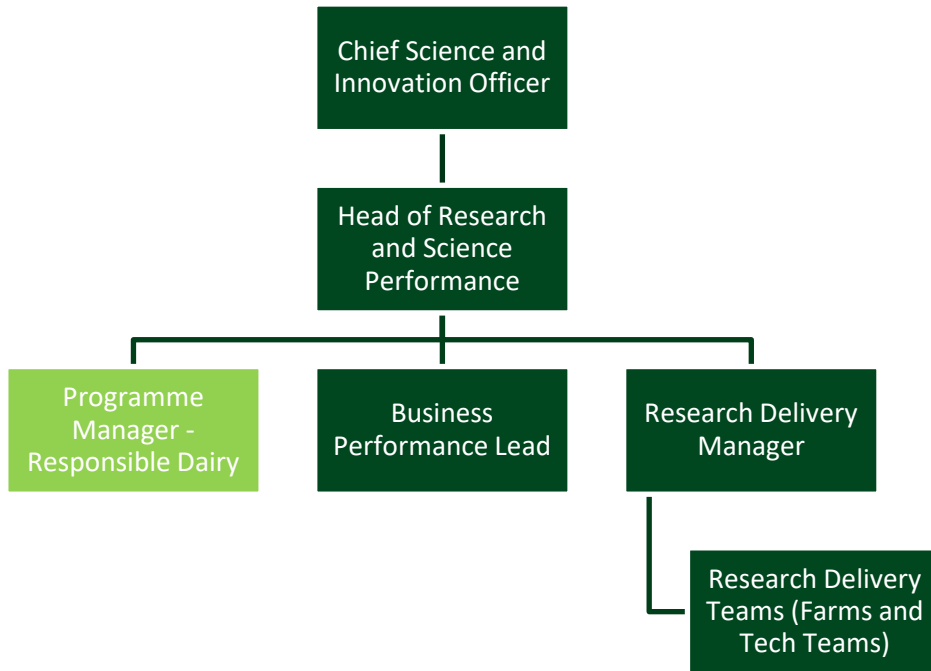 Chief Science and
Innovation Officer
Head of Research
and Science
Performance
Programme
Manager -
Responsible Dairy
Business
Performance Lead
Research Delivery
Manager
Research Delivery
Teams (Farms and
Tech Teams)